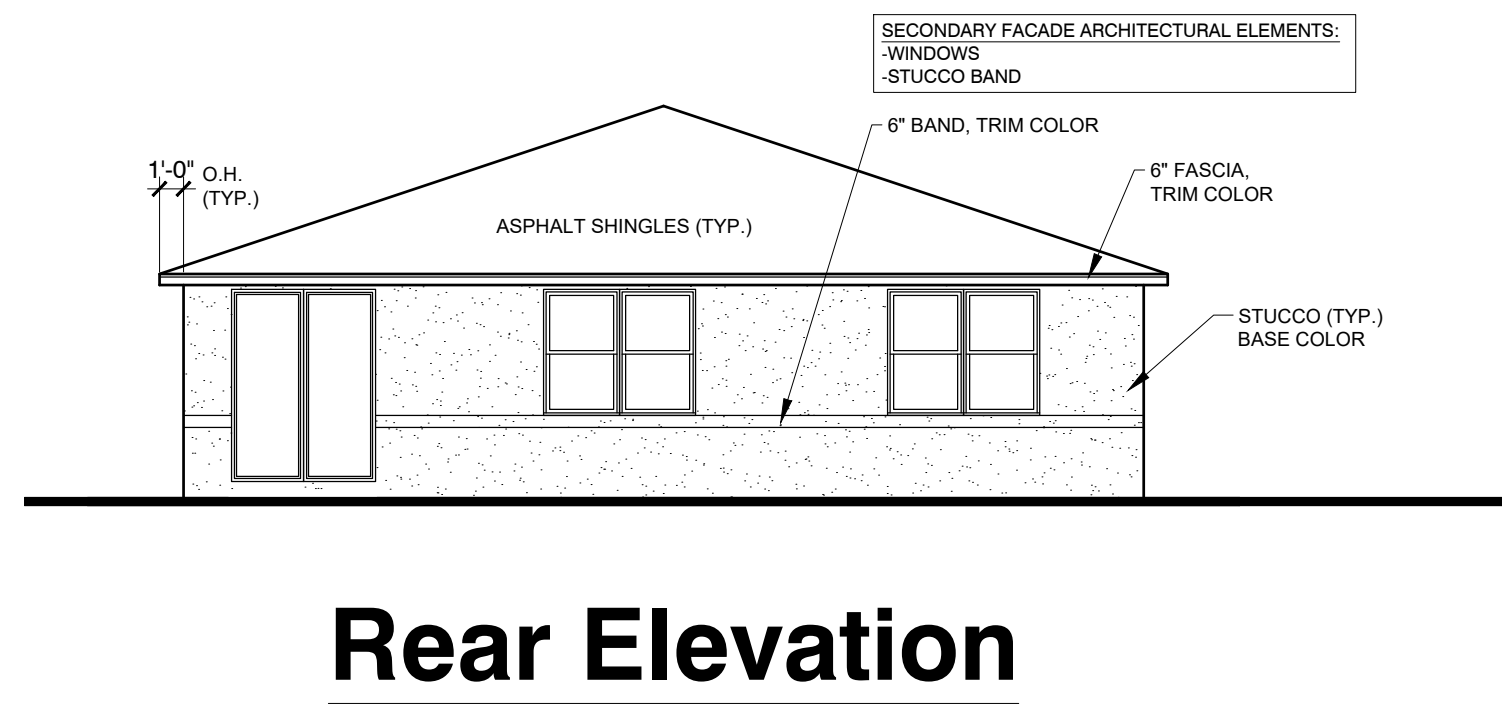 SECONDARY FACADE ARCHITECTURAL ELEMENTS:
-WINDOWS
-STUCCO BAND
6" BAND, TRIM COLOR
1'-0" O.H.
(TYP.)
6" FASCIA,
TRIM COLOR
ASPHALT SHINGLES (TYP.)
STUCCO (TYP.)
BASE COLOR
Rear Elevation